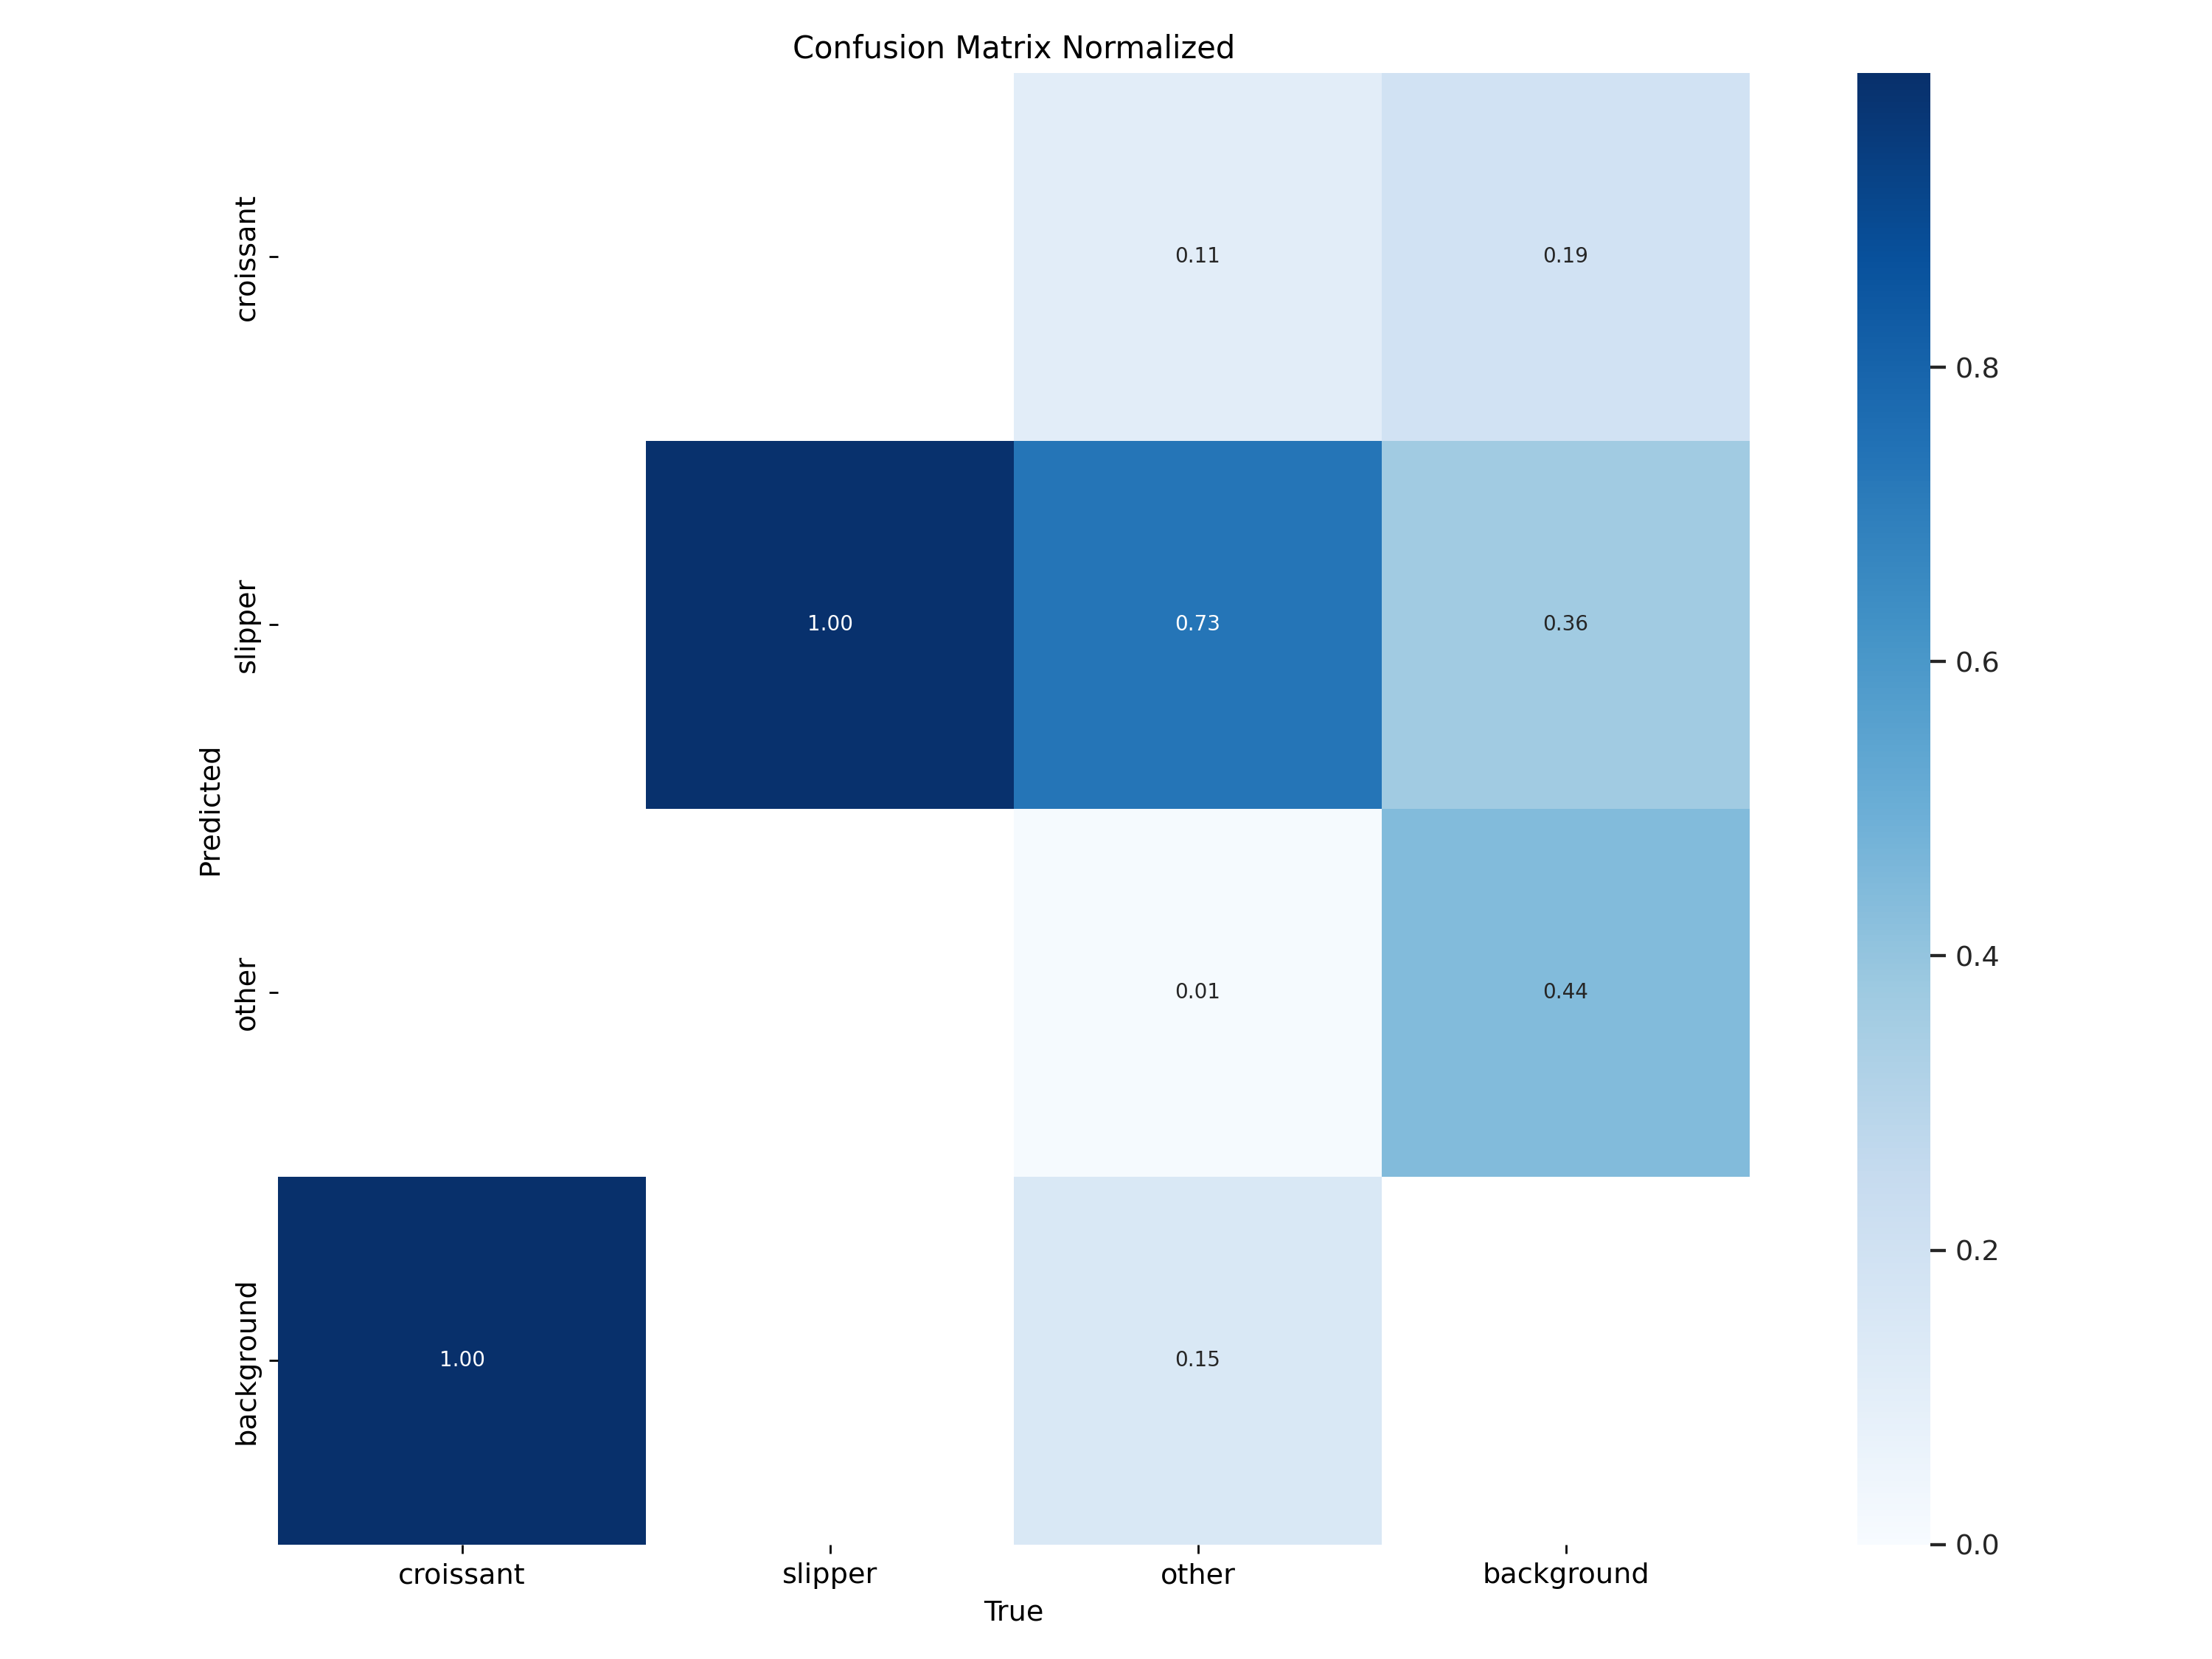 Confusion Matrix Normalized
croissant
0.11
0.19
slipper
1.00
0.73
0.36
other
0.01
0.44
background
1.00
0.15
Predicted
croissant
slipper
other
background
True
0.8
0.6
0.4
0.2
0.0